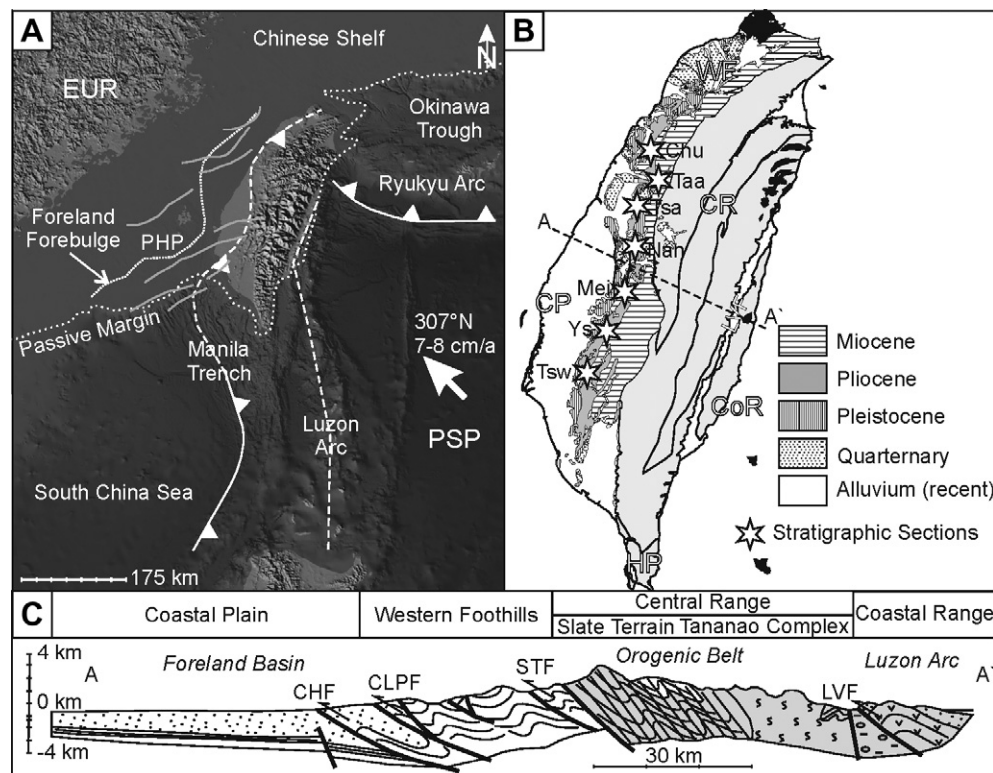 A
Chinese Shelf
N
EUR
Okinawa
Trough
Ryukyu Arc
Foreland
Forebulge
PHP
Passive Margin
Manila
Trench
307°N
7-8 cm/a
Luzon
Arc
PSP
South China Sea
175 km
B
WF
Chu
Taa
Tsa
CR
A
Nan
Mei
A`
CP
Ys
Tsw
CoR
HP
Miocene
Pliocene
Pleistocene
Quarternary
Alluvium (recent)
Stratigraphic Sections
C
Coastal Plain
Western Foothills
Central Range
Slate Terrain Tananao Complex
Coastal Range
4 km
0 km
-4 km
A
Foreland Basin
Orogenic Belt
Luzon Arc
A`
CHF
CLPF
STF
LVF
30 km